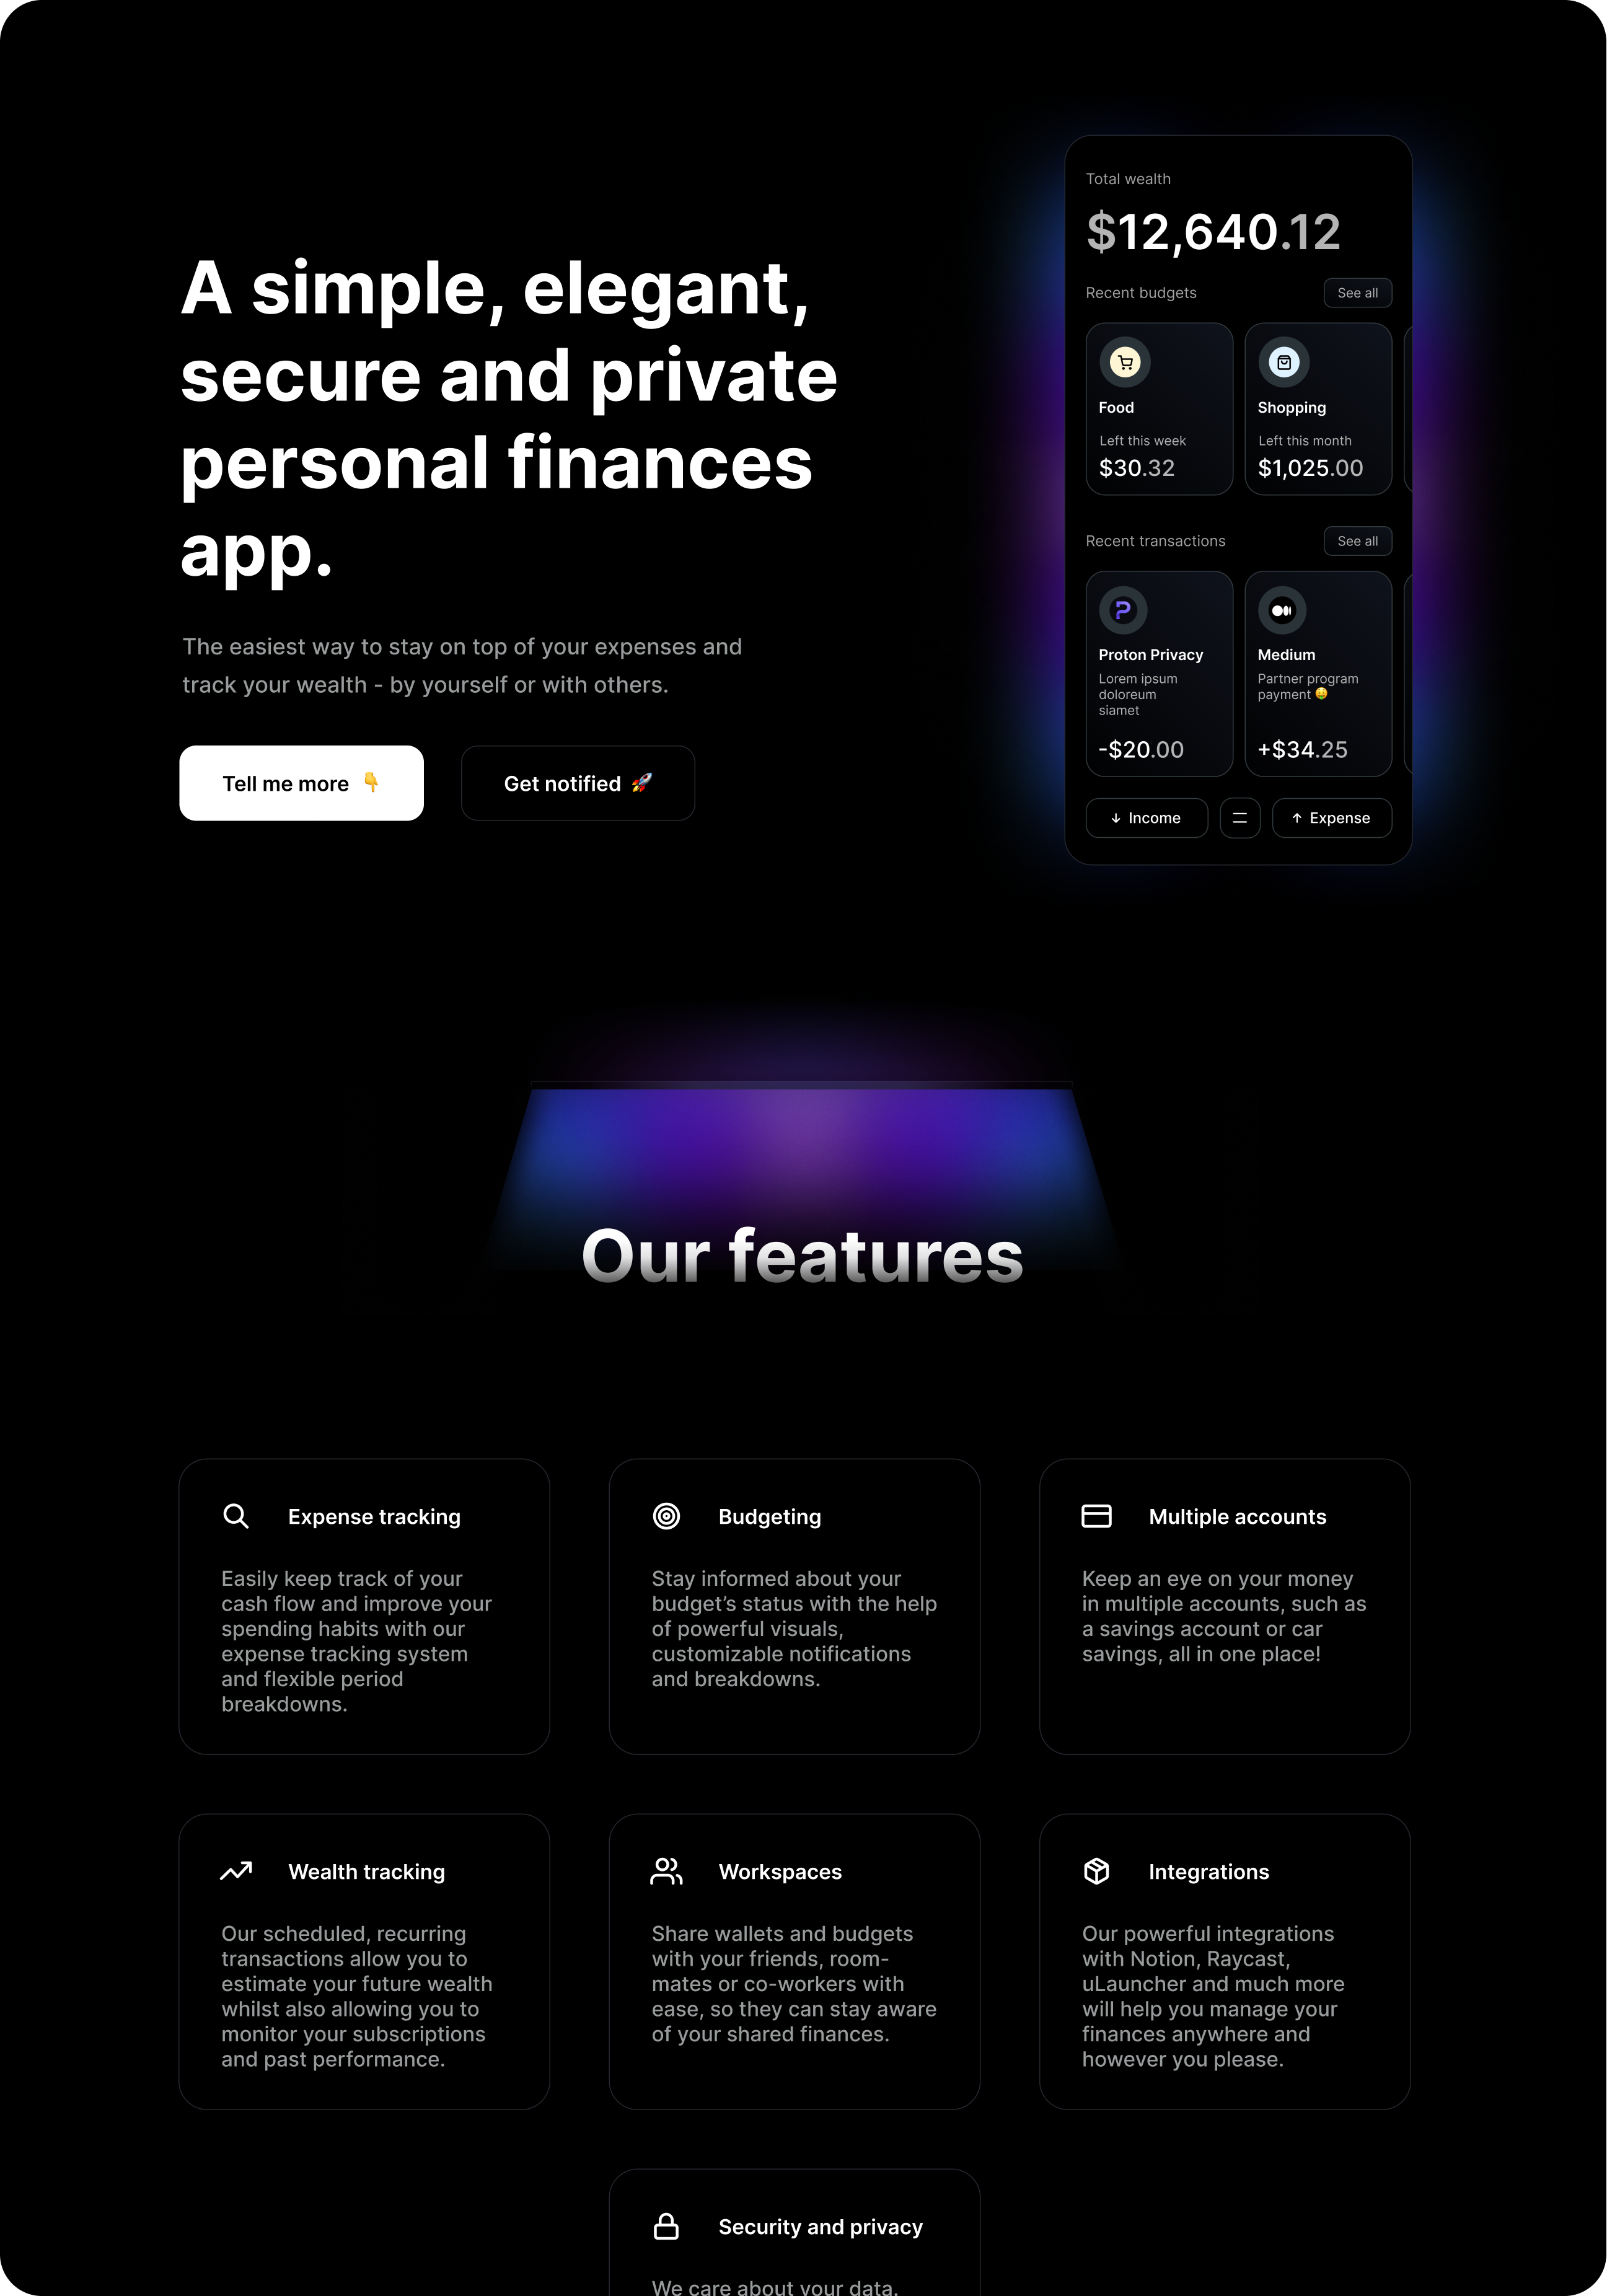 A simple, elegant,
secure and private
personal finances
app.
The easiest way to stay on top of your expenses and
track your wealth - by yourself or with others.
Tell me more 👇
Get notified 🚀
Total wealth
$12,640.12
Recent budgets
See all
Food
Left this week
$30.32
Shopping
Left this month
$1,025.00
Recent transactions
See all
Proton Privacy
Lorem ipsum
doloreum
siamet
-$20.00
Medium
Partner program
payment 🤑
+$34.25
↓ Income
↑ Expense
Our features
Expense tracking
Easily keep track of your
cash flow and improve your
spending habits with our
expense tracking system
and flexible period
breakdowns.
Budgeting
Stay informed about your
budget’s status with the help
of powerful visuals,
customizable notifications
and breakdowns.
Multiple accounts
Keep an eye on your money
in multiple accounts, such as
a savings account or car
savings, all in one place!
Wealth tracking
Our scheduled, recurring
transactions allow you to
estimate your future wealth
whilst also allowing you to
monitor your subscriptions
and past performance.
Workspaces
Share wallets and budgets
with your friends, room-
mates or co-workers with
ease, so they can stay aware
of your shared finances.
Integrations
Our powerful integrations
with Notion, Raycast,
uLauncher and much more
will help you manage your
finances anywhere and
however you please.
Security and privacy
We care about your data.